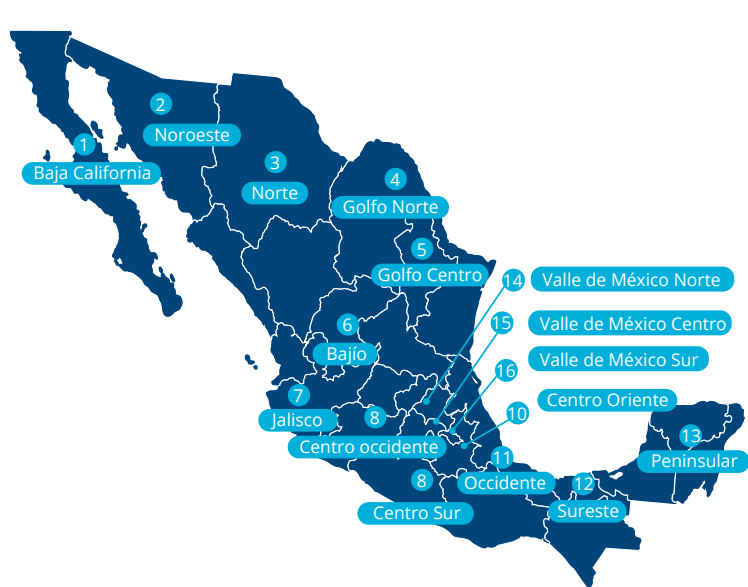 1
Baja California
2
Noroeste
3
Norte
4
Golfo Norte
5
Golfo Centro
6
Bajío
7
Jalisco
8
Centro occidente
8
Centro Sur
14 Valle de México Norte
15 Valle de México Centro
16 Valle de México Sur
10 Centro Oriente
11
Occidente
12
Sureste
13
Peninsular